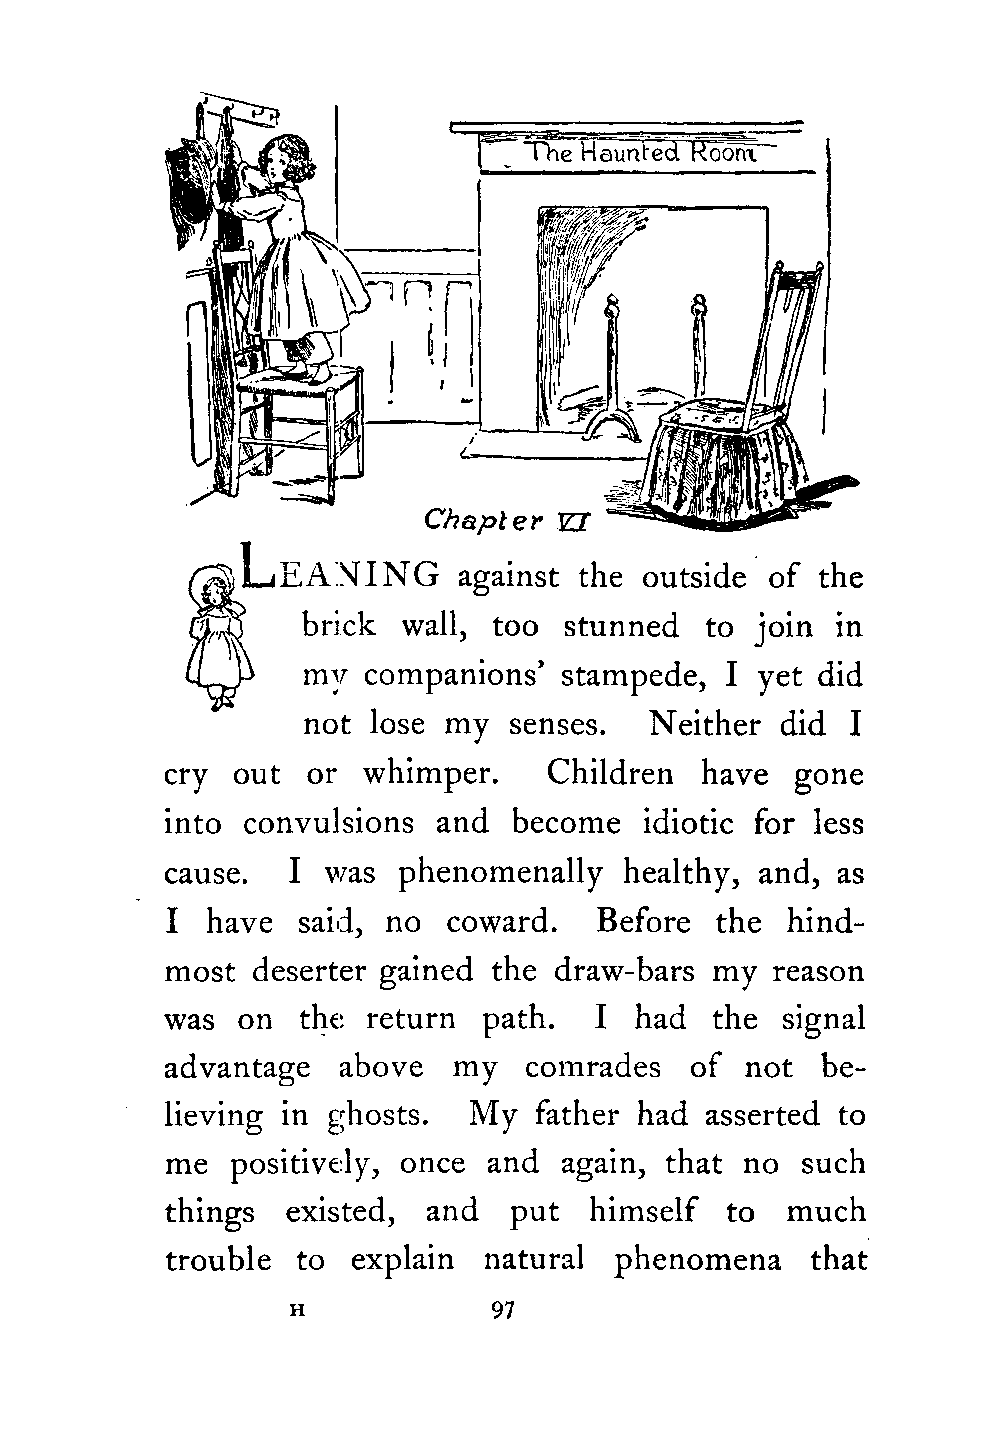 The Haunted Room
Chapter VI
LEANING against the outside of the
brick wall, too stunned to join in
my companions’ stampede, I yet did
not lose my senses. Neither did I
cry out or whimper. Children have gone
into convulsions and become idiotic for less
cause. I was phenomenally healthy, and, as
I have said, no coward. Before the hind-
most deserter gained the draw-bars my reason
was on the return path. I had the signal
advantage above my comrades of not be-
lieving in ghosts. My father had asserted to
me positively, once and again, that no such
things existed, and put himself to much
trouble to explain natural phenomena that
H 97